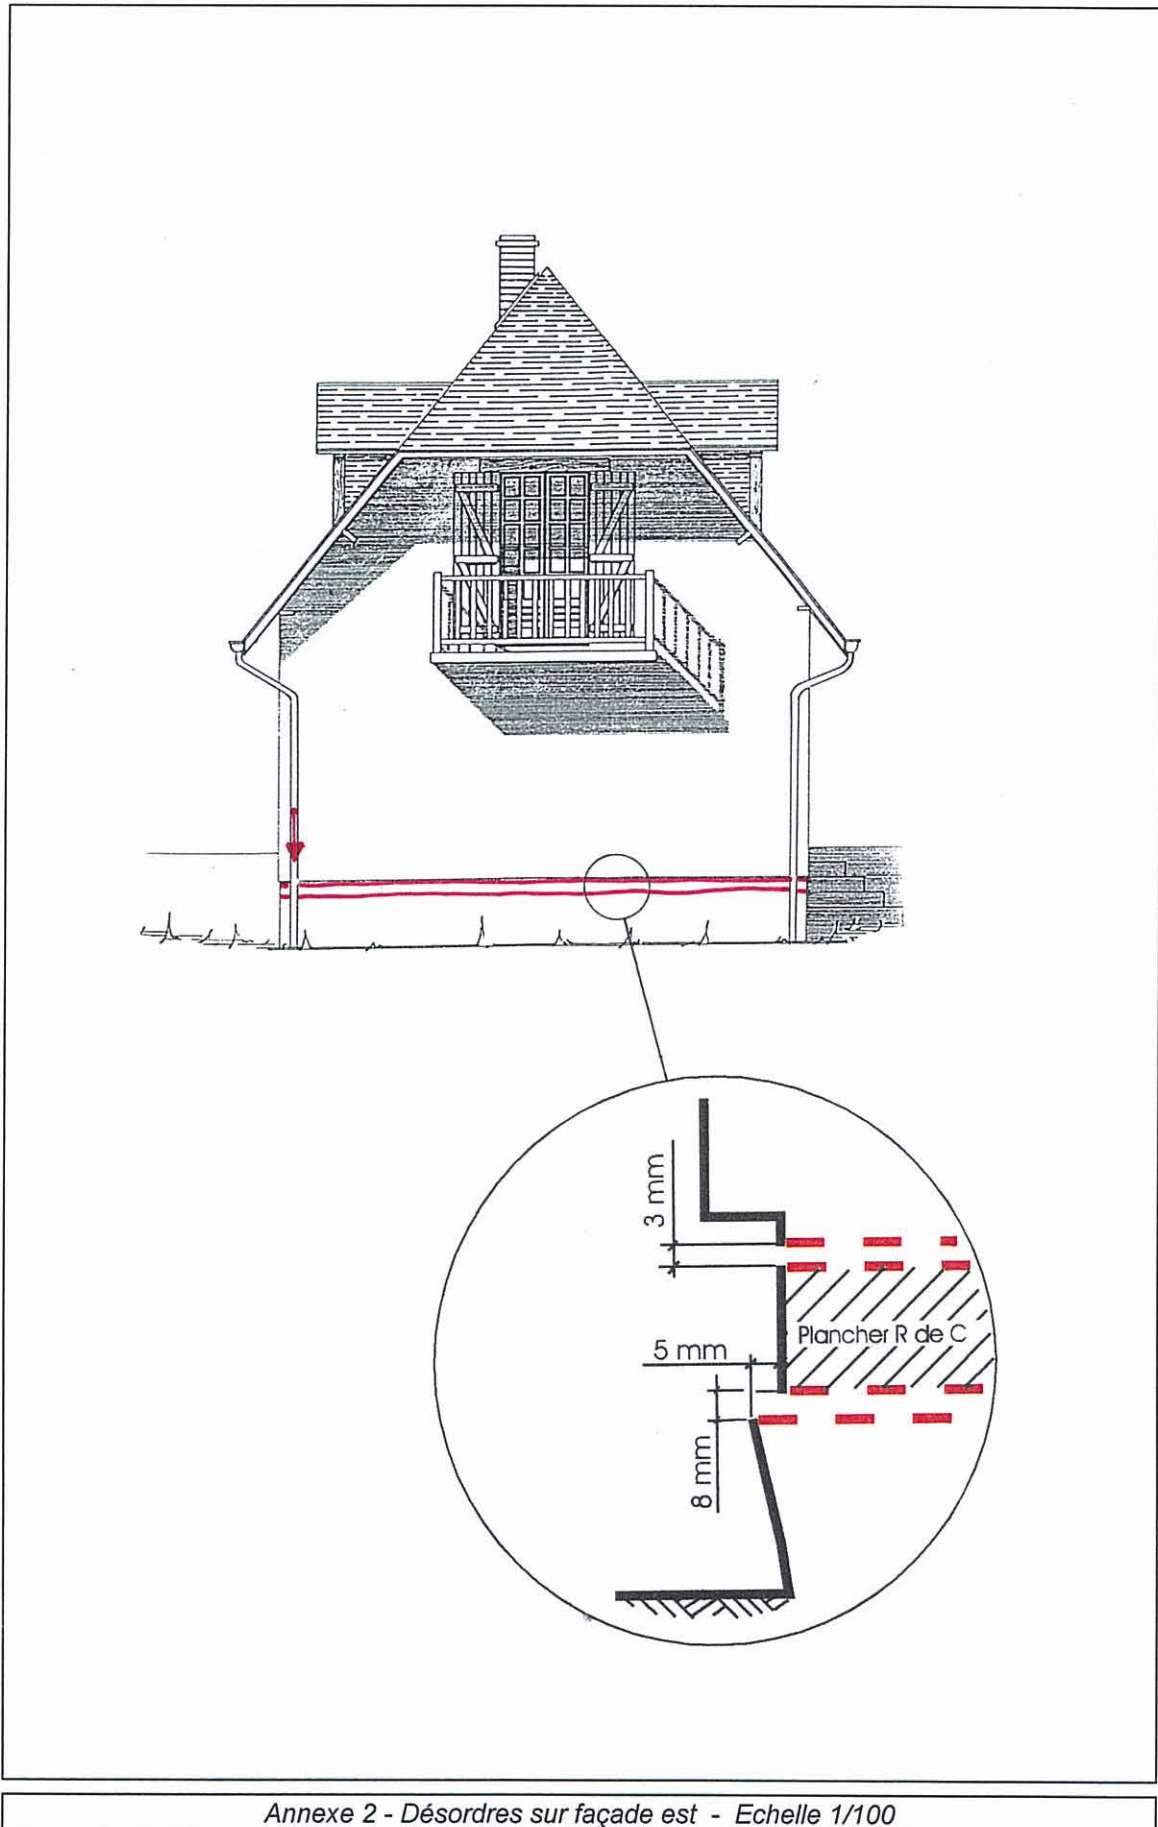 3 mm
Plancher R de C
5 mm
8 mm
Annexe 2 - Désordres sur façade est - Echelle 1/100